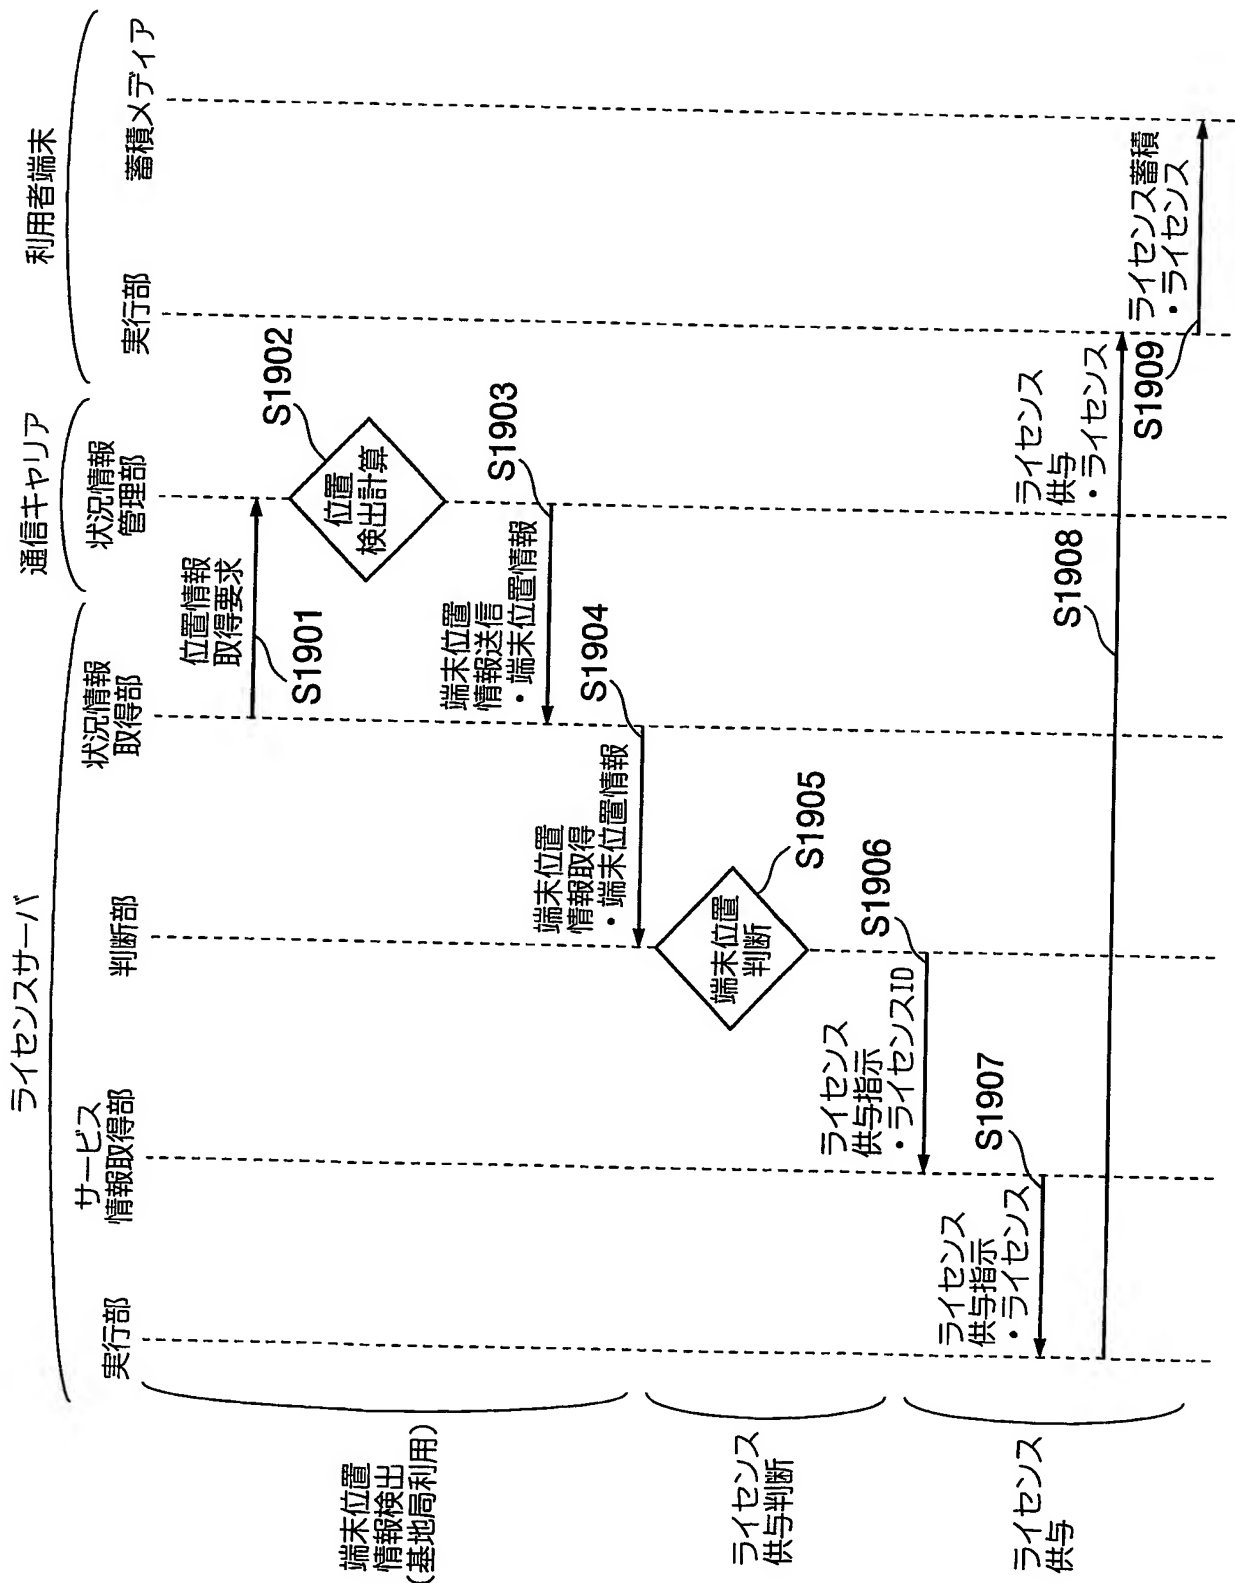 ライセンスサーバ
通信キャリア
利用者端末
実行部
サービス
情報取得部
判断部
状況情報
取得部
状況情報
管理部
実行部
蓄積メディア
端末位置
情報検出
(基地局利用)
位置情報
取得要求
S1901
位置
検出計算
S1902
端末位置
情報送信
・端末位置情報
S1903
ライセンス
供与判断
端末位置
情報取得
・端末位置情報
S1904
端末位置
判断
S1905
ライセンス
供与
ライセンス
供与指示
・ライセンスID
S1906
ライセンス
供与指示
・ライセンス
S1907
ライセンス
供与
・ライセンス
S1908
ライセンス蓄積
・ライセンス
S1909